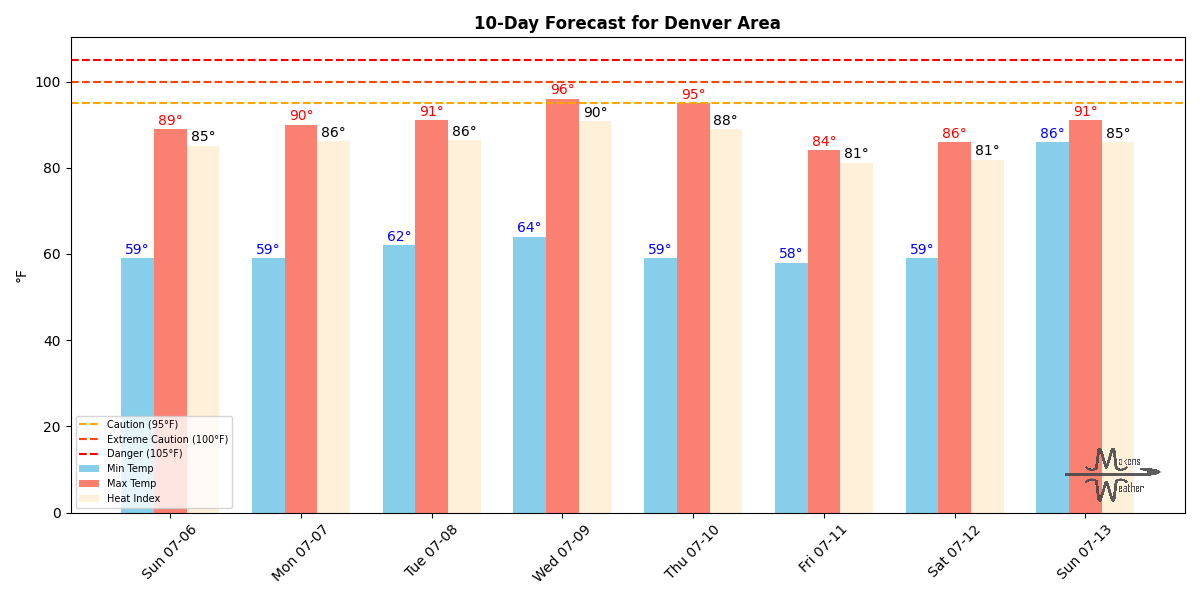 10-Day Forecast for Denver Area
°F
100
80
60
40
20
0
59° 89° 85°
59° 90° 86°
62° 91° 86°
64° 96° 90°
59° 95° 88°
58° 84° 81°
59° 86° 81°
86° 91° 85°
Caution (95°F)
Extreme Caution (100°F)
Danger (105°F)
Min Temp
Max Temp
Heat Index
Sun 07-06
Mon 07-07
Tue 07-08
Wed 07-09
Thu 07-10
Fri 07-11
Sat 07-12
Sun 07-13
Makens
Weather